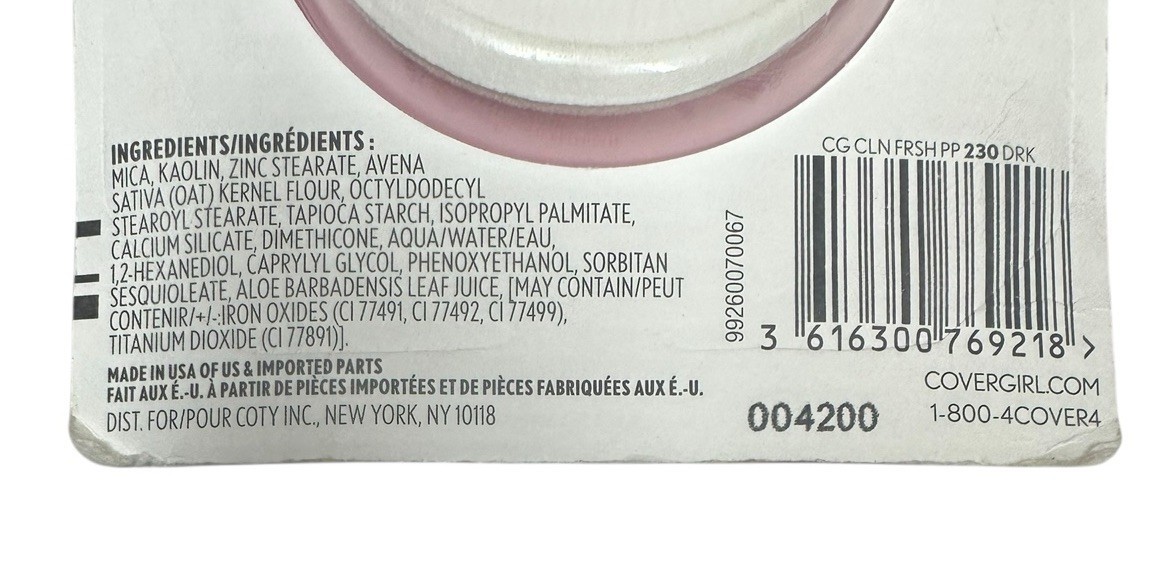 INGREDIENTS/INGRÉDIENTS :
MICA, KAOLIN, ZINC STEARATE, AVENA
SATIVA (OAT) KERNEL FLOUR, OCTYLDODECYL
STEAROYL STEARATE, TAPIOCA STARCH, ISOPROPYL PALMITATE,
CALCIUM SILICATE, DIMETHICONE, AQUA/WATER/EAU,
1,2-HEXANEDIOL, CAPRYLYL GLYCOL, PHENOXYETHANOL, SORBITAN
SESQUIOLEATE, ALOE BARBADENSIS LEAF JUICE, [MAY CONTAIN/PEUT
CONTENIR/+/-:IRON OXIDES (CI 77491, CI 77492, CI 77499),
TITANIUM DIOXIDE (CI 77891)].
MADE IN USA OF US & IMPORTED PARTS
FAIT AUX É.-U. À PARTIR DE PIÈCES IMPORTÉES ET DE PIÈCES FABRIQUÉES AUX É.-U.
DIST. FOR/POUR COTY INC., NEW YORK, NY 10118
CG CLN FRSH PP 230 DRK
99260070067
3 616300 769218 >
COVERGIRL.COM
004200
1-800-4COVER4